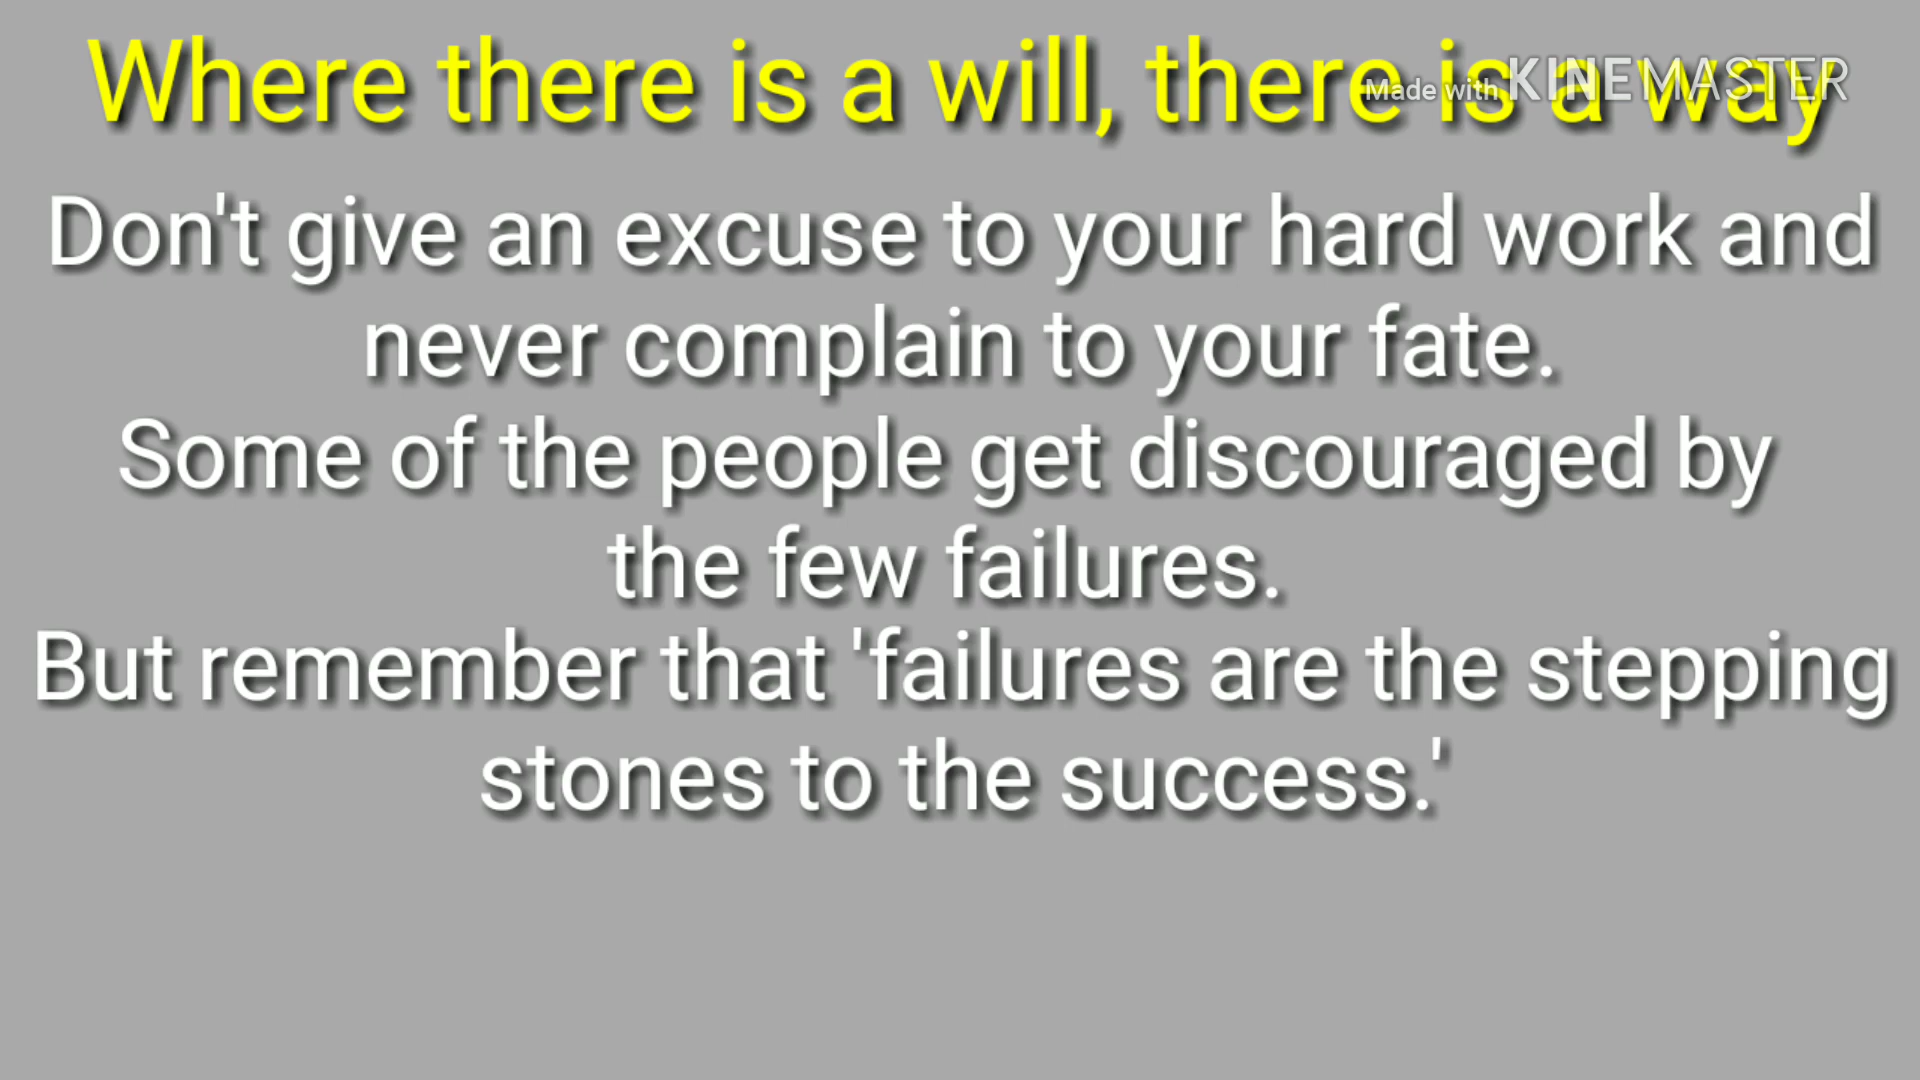 Where there is a will, there is a way
Made with KINEMASTER
Don't give an excuse to your hard work and
never complain to your fate.
Some of the people get discouraged by
the few failures.
But remember that 'failures are the stepping
stones to the success.'